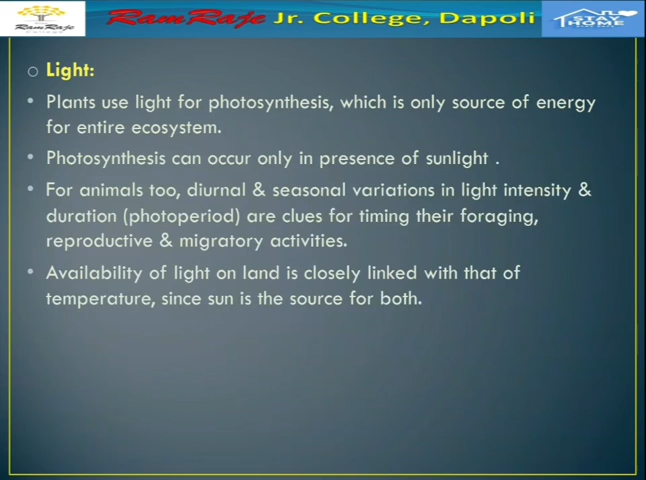 RamRaje Jr. College, Dapoli
RamRaje
STAY
HOME
Light:
Plants use light for photosynthesis, which is only source of energy
for entire ecosystem.
Photosynthesis can occur only in presence of sunlight .
For animals too, diurnal & seasonal variations in light intensity &
duration (photoperiod) are clues for timing their foraging,
reproductive & migratory activities.
Availability of light on land is closely linked with that of
temperature, since sun is the source for both.